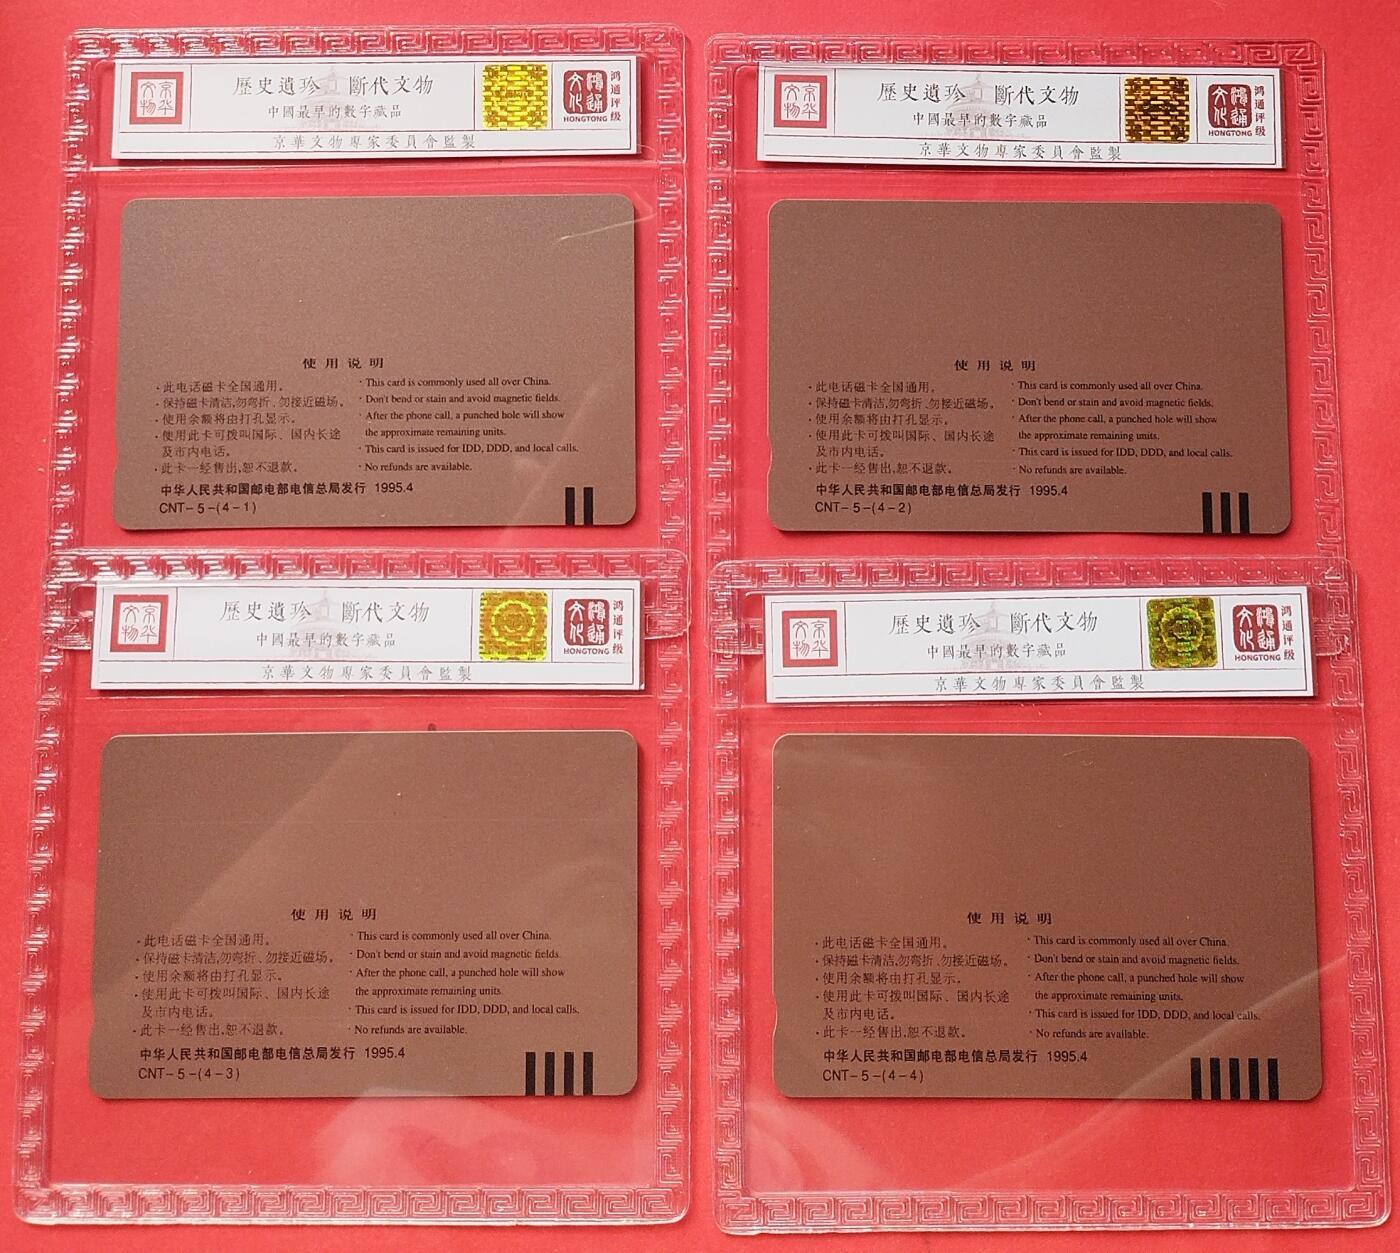 京华
文物
歷史遺珍 斷代文物
中國最早的數字藏品
京華文物專家委員會監製
鴻通
文化
HONGTONG
鸿通评级
使用说明
·此电话磁卡全国通用。
·保持磁卡清洁,勿弯折、勿接近磁场。
·使用余额将由打孔显示。
·使用此卡可拨叫国际、国内长途
及市内电话。
·此卡一经售出,恕不退款。
·This card is commonly used all over China.
·Don't bend or stain and avoid magnetic fields.
·After the phone call, a punched hole will show
the approximate remaining units.
·This card is issued for IDD, DDD, and local calls.
·No refunds are available.
中华人民共和国邮电部电信总局发行 1995.4
CNT-5-(4-1)
京华
文物
歷史遺珍 斷代文物
中國最早的數字藏品
京華文物專家委員會監製
鴻通
文化
HONGTONG
鸿通评级
使用说明
·此电话磁卡全国通用。
·保持磁卡清洁,勿弯折、勿接近磁场。
·使用余额将由打孔显示。
·使用此卡可拨叫国际、国内长途
及市内电话。
·此卡一经售出,恕不退款。
·This card is commonly used all over China.
·Don't bend or stain and avoid magnetic fields.
·After the phone call, a punched hole will show
the approximate remaining units.
·This card is issued for IDD, DDD, and local calls.
·No refunds are available.
中华人民共和国邮电部电信总局发行 1995.4
CNT-5-(4-2)
京华
文物
歷史遺珍 斷代文物
中國最早的數字藏品
京華文物專家委員會監製
鴻通
文化
HONGTONG
鸿通评级
使用说明
·此电话磁卡全国通用。
·保持磁卡清洁,勿弯折、勿接近磁场。
·使用余额将由打孔显示。
·使用此卡可拨叫国际、国内长途
及市内电话。
·此卡一经售出,恕不退款。
·This card is commonly used all over China.
·Don't bend or stain and avoid magnetic fields.
·After the phone call, a punched hole will show
the approximate remaining units.
·This card is issued for IDD, DDD, and local calls.
·No refunds are available.
中华人民共和国邮电部电信总局发行 1995.4
CNT-5-(4-3)
京华
文物
歷史遺珍 斷代文物
中國最早的數字藏品
京華文物專家委員會監製
鴻通
文化
HONGTONG
鸿通评级
使用说明
·此电话磁卡全国通用。
·保持磁卡清洁,勿弯折、勿接近磁场。
·使用余额将由打孔显示。
·使用此卡可拨叫国际、国内长途
及市内电话。
·此卡一经售出,恕不退款。
·This card is commonly used all over China.
·Don't bend or stain and avoid magnetic fields.
·After the phone call, a punched hole will show
the approximate remaining units.
·This card is issued for IDD, DDD, and local calls.
·No refunds are available.
中华人民共和国邮电部电信总局发行 1995.4
CNT-5-(4-4)